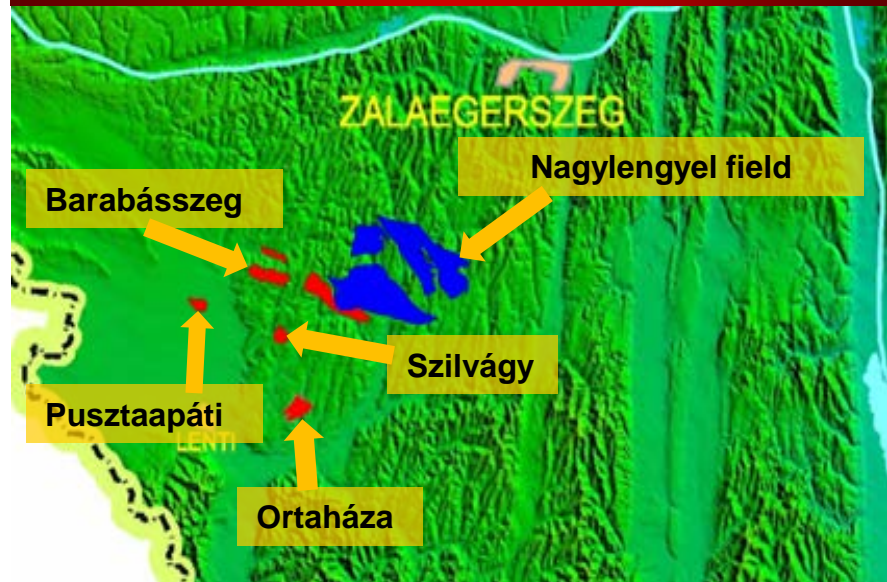 ZALAEGERSZEG
Nagylengyel field
Barabásszeg
Szilvágy
Pusztaapáti
LENTI
Ortaháza